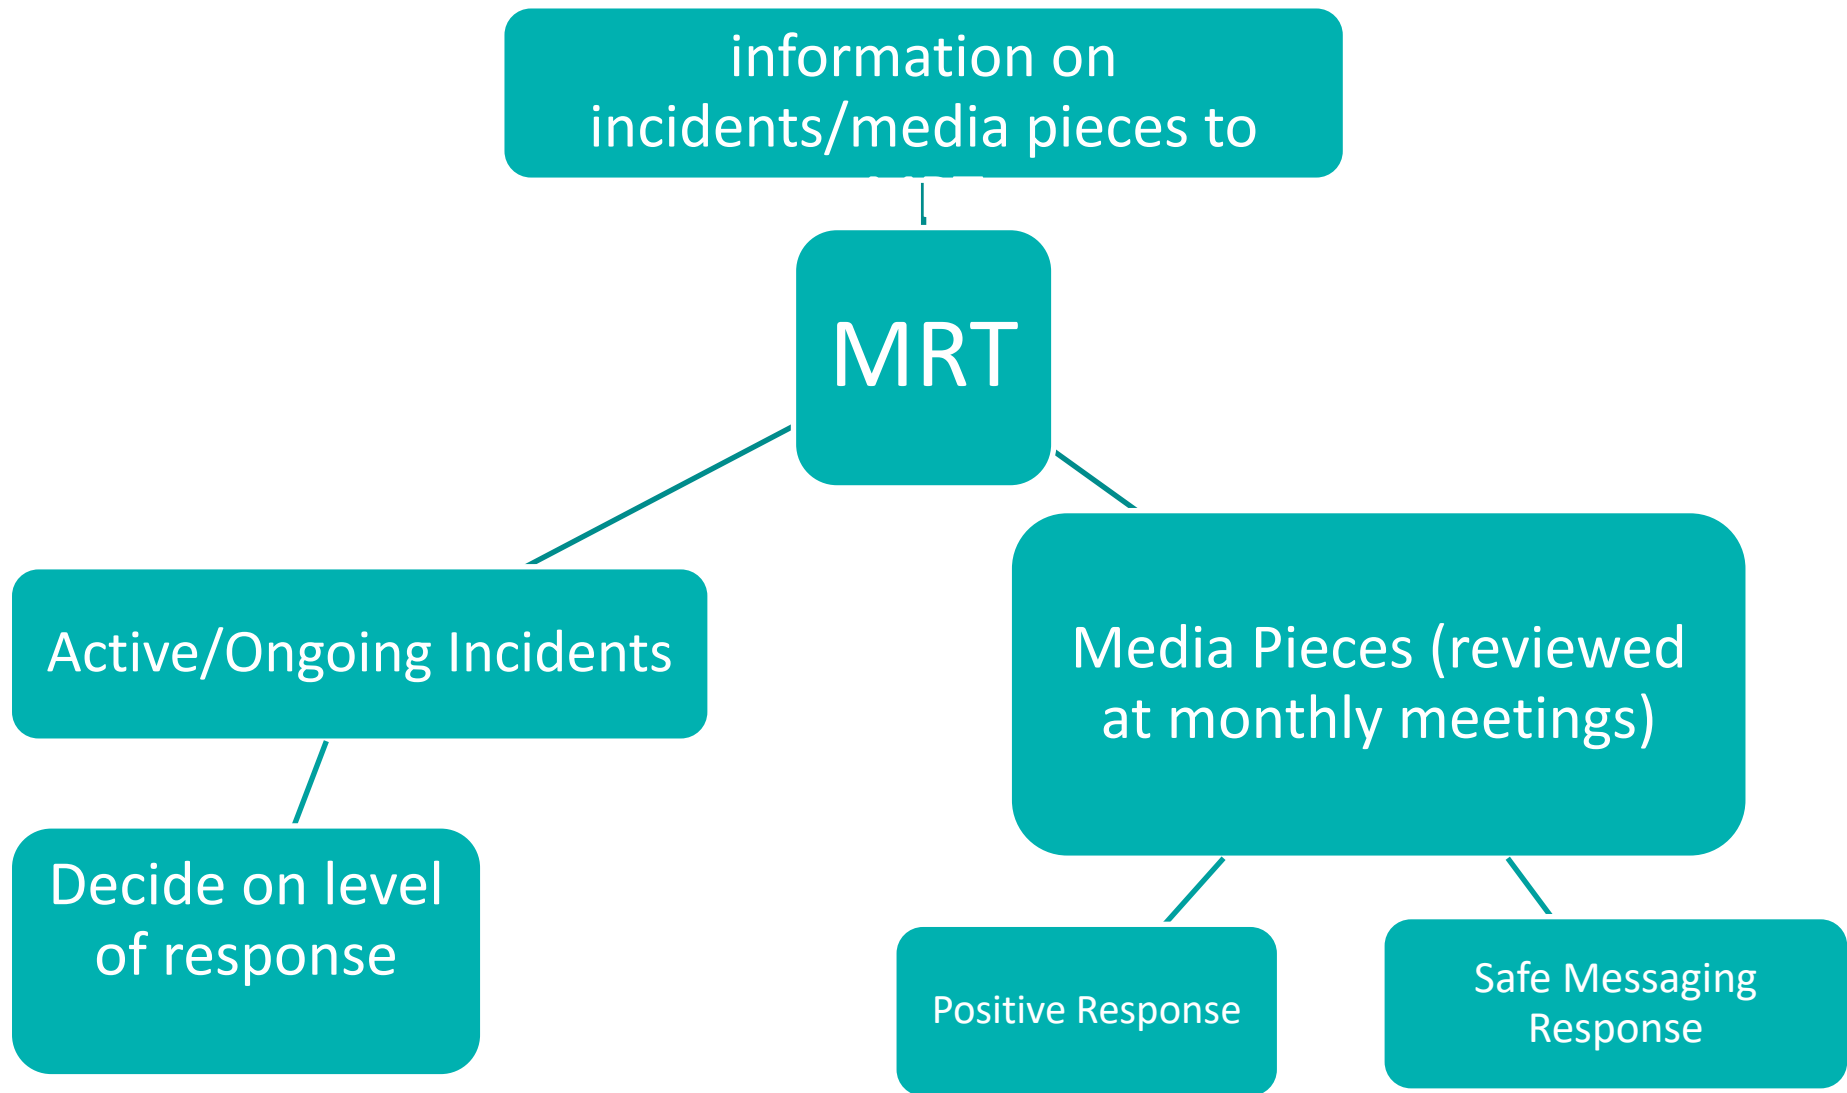 information on
incidents/media pieces to
MRT
Active/Ongoing Incidents
Media Pieces (reviewed
at monthly meetings)
Decide on level
of response
Positive Response
Safe Messaging
Response